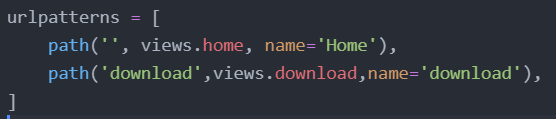 urlpatterns = [
    path('', views.home, name='Home'),
    path('download',views.download,name='download'),
]